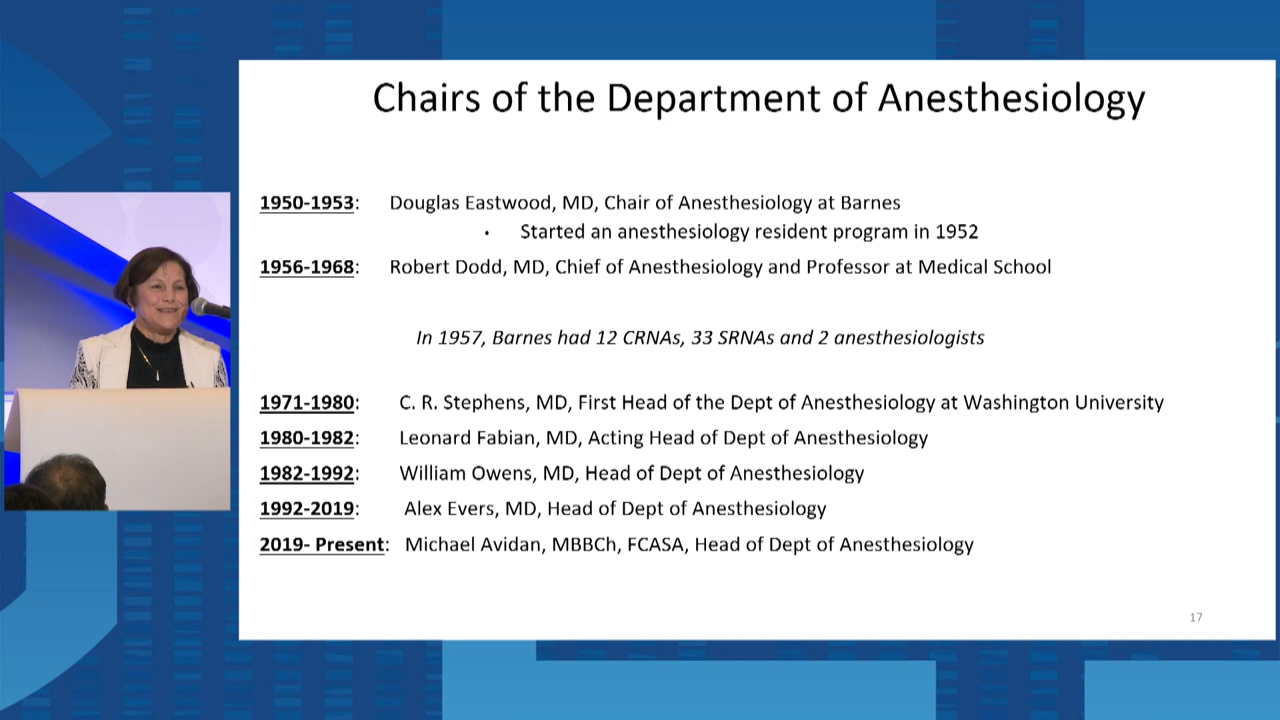 Chairs of the Department of Anesthesiology
1950-1953: Douglas Eastwood, MD, Chair of Anesthesiology at Barnes
• Started an anesthesiology resident program in 1952
1956-1968: Robert Dodd, MD, Chief of Anesthesiology and Professor at Medical School
In 1957, Barnes had 12 CRNAs, 33 SRNAs and 2 anesthesiologists
1971-1980: C. R. Stephens, MD, First Head of the Dept of Anesthesiology at Washington University
1980-1982: Leonard Fabian, MD, Acting Head of Dept of Anesthesiology
1982-1992: William Owens, MD, Head of Dept of Anesthesiology
1992-2019: Alex Evers, MD, Head of Dept of Anesthesiology
2019- Present: Michael Avidan, MBBCh, FCASA, Head of Dept of Anesthesiology
17